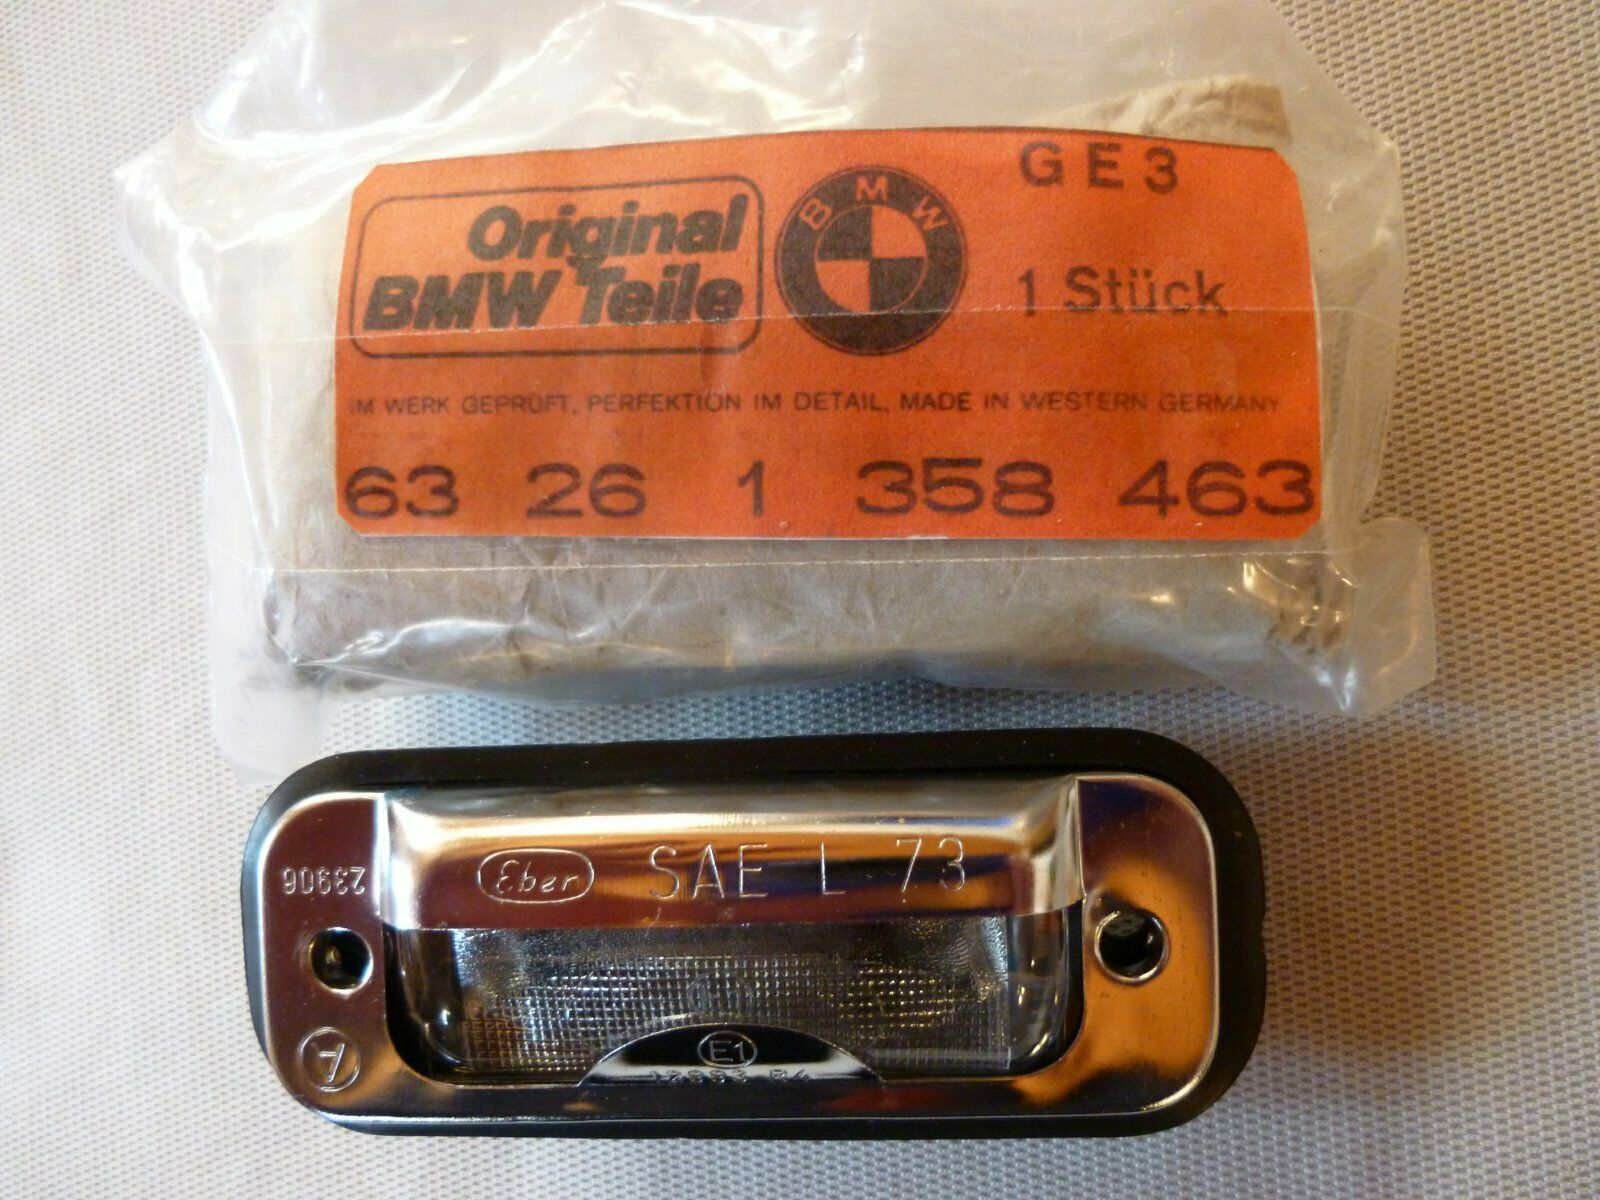 GE3
Original
BMW Teile
BMW
1 Stück
IM WERK GEPRÜFT, PERFEKTION IM DETAIL, MADE IN WESTERN GERMANY
63 26 1 358 463
Eber SAE L 73
23906
A
E1